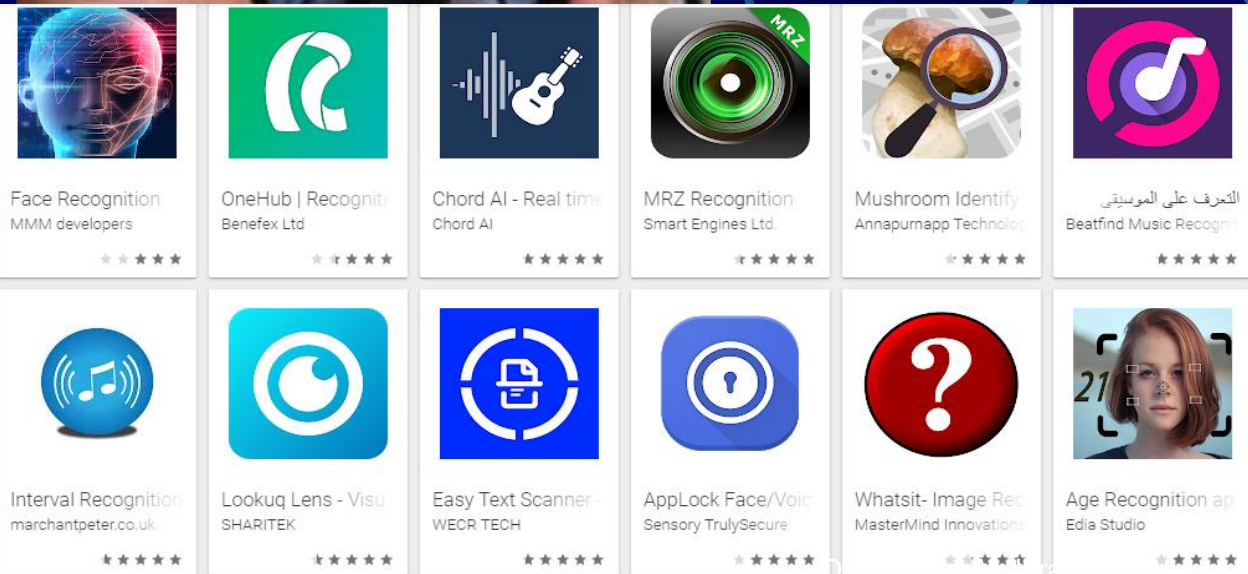 MRZ
Face Recognition
MMM developers
OneHub | Recogniti
Benefex Ltd
Chord AI - Real time
Chord AI
MRZ Recognition
Smart Engines Ltd.
Mushroom Identify
Annapurnapp Technolog
التعرف على الموسيقى
Beatfind Music Recogni
21
?
Interval Recognition
marchantpeter.co.uk
Lookuq Lens - Visu
SHARITEK
Easy Text Scanner -
WECR TECH
AppLock Face/Voic
Sensory TrulySecure
Whatsit- Image Rec
MasterMind Innovations
Age Recognition ap
Edia Studio